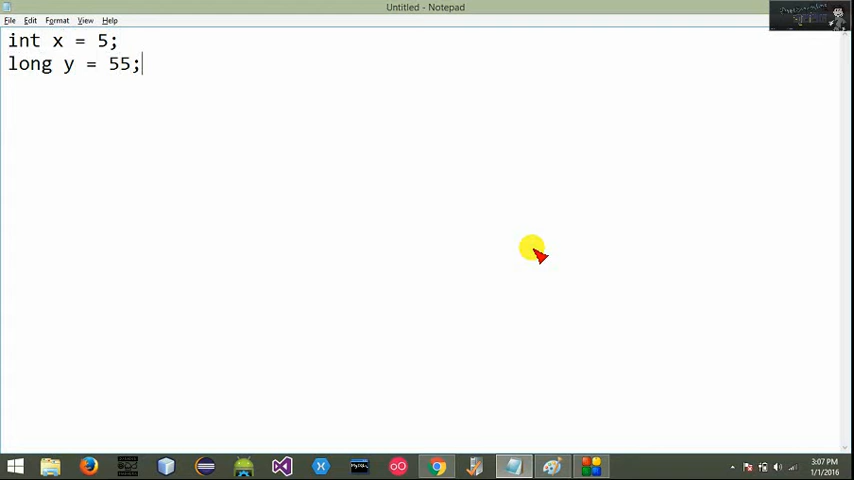 Untitled - Notepad
File Edit Format View Help
int x = 5;
long y = 55;
3:07 PM
1/1/2016